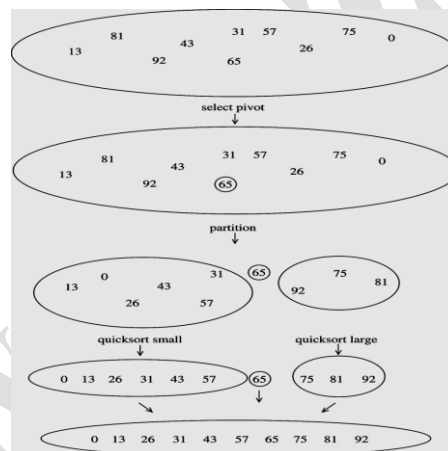 31 57 75
81 43 26 0
13 92 65
select pivot
31 57 75
81 43 26 0
13 92 65
partition
0 31 65 75
13 43 92 81
26 57
quicksort small quicksort large
0 13 26 31 43 57 65 75 81 92
0 13 26 31 43 57 65 75 81 92